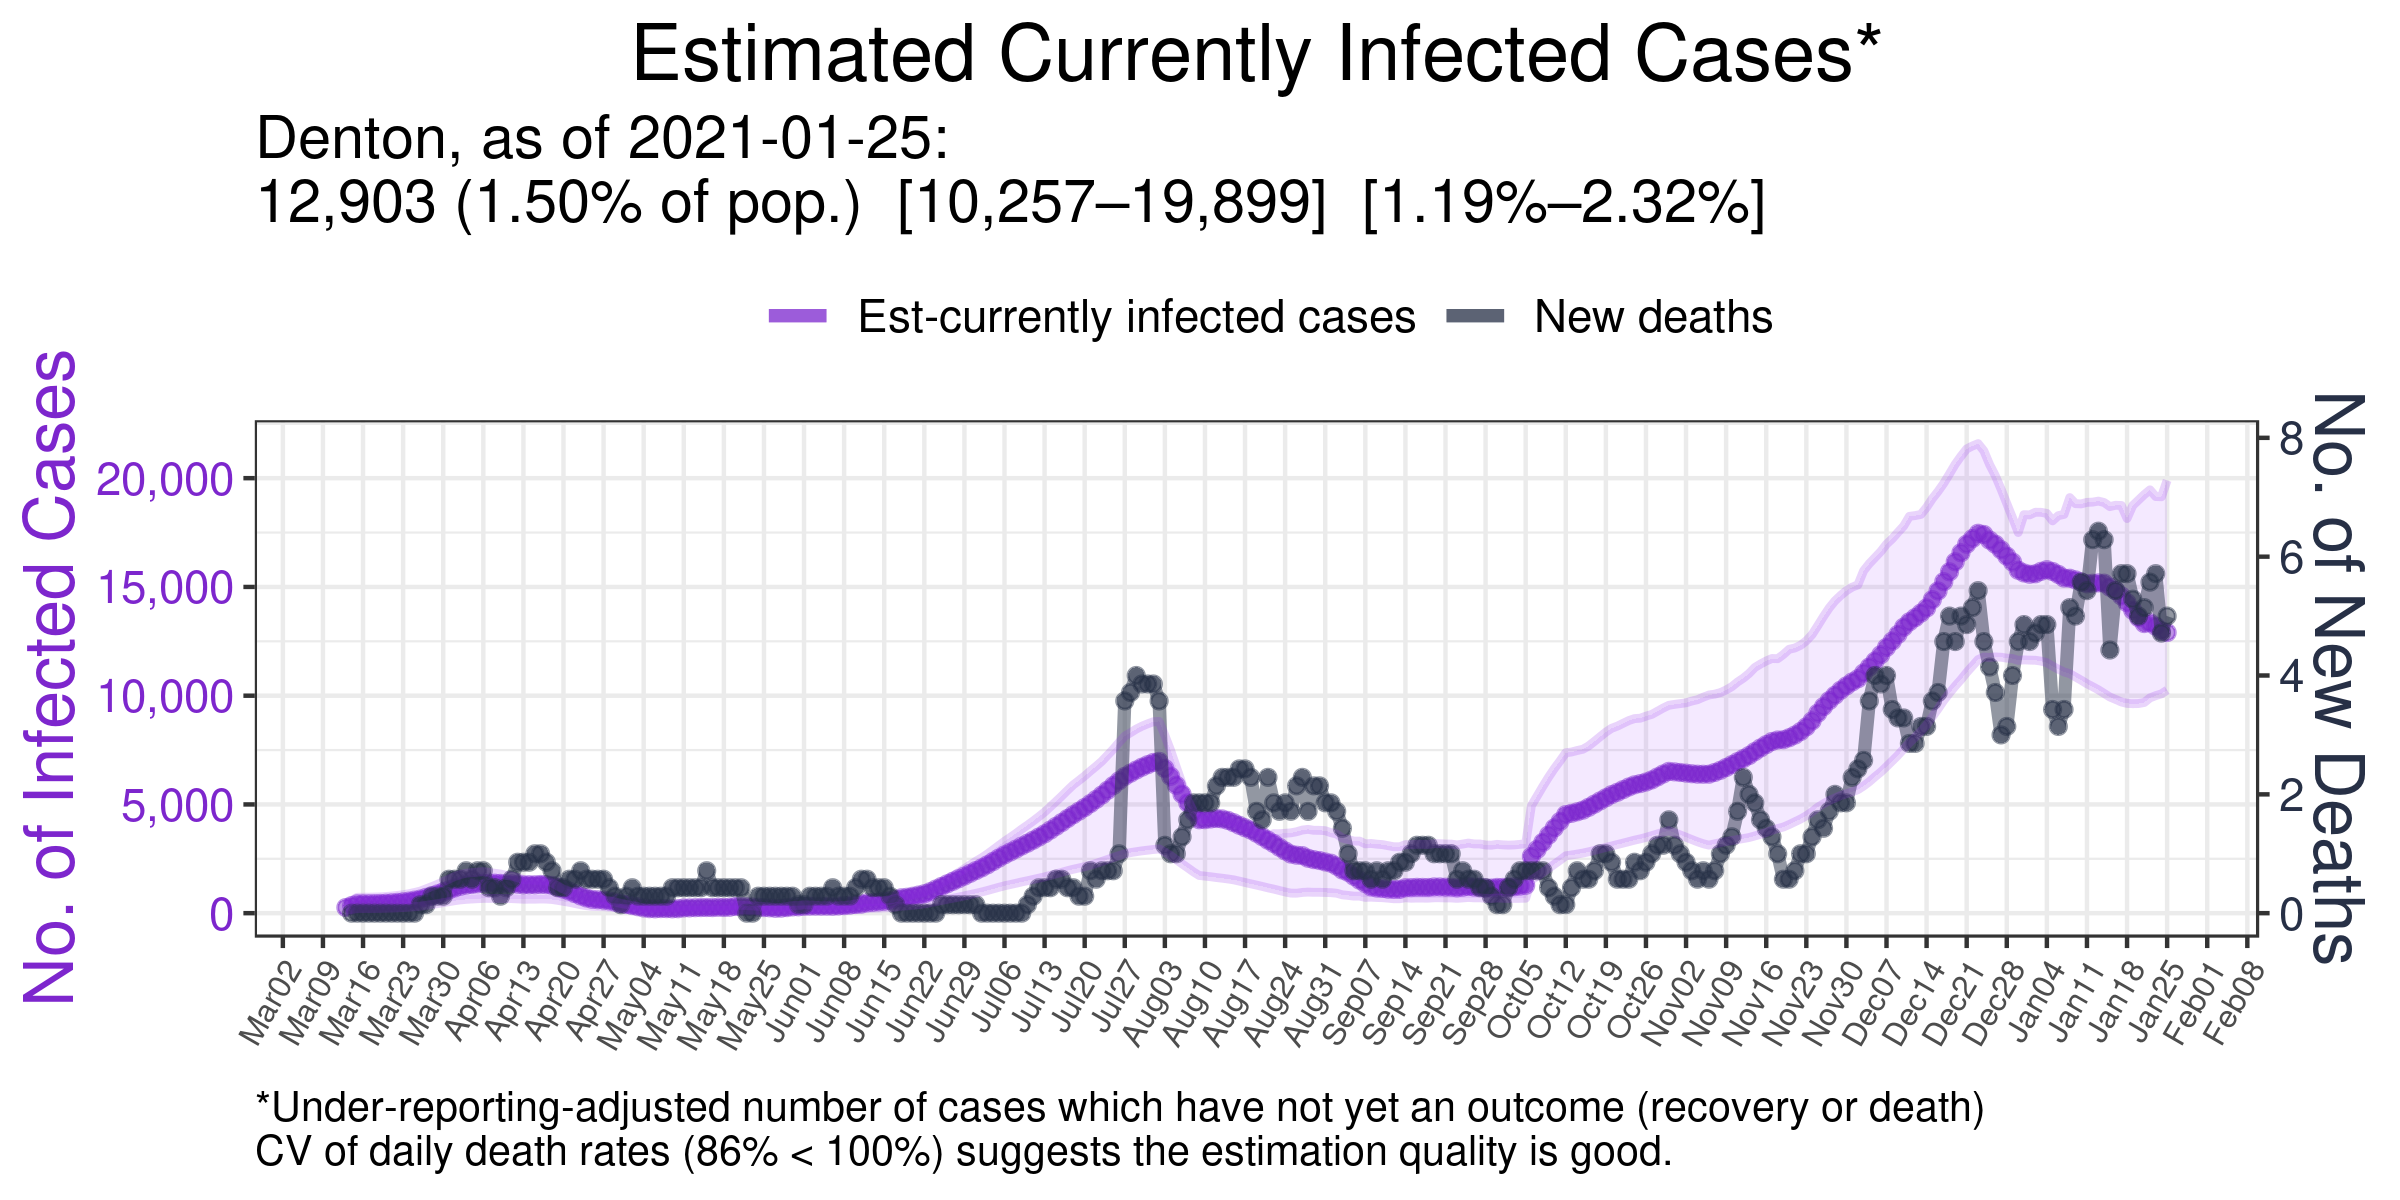 Estimated Currently Infected Cases*
Denton, as of 2021-01-25:
12,903 (1.50% of pop.)  [10,257–19,899]  [1.19%–2.32%]
Est-currently infected cases
New deaths
No. of Infected Cases
20,000
15,000
10,000
5,000
0
8
6
4
2
0
No. of New Deaths
Mar02
Mar09
Mar16
Mar23
Mar30
Apr06
Apr13
Apr20
Apr27
May04
May11
May18
May25
Jun01
Jun08
Jun15
Jun22
Jun29
Jul06
Jul13
Jul20
Jul27
Aug03
Aug10
Aug17
Aug24
Aug31
Sep07
Sep14
Sep21
Sep28
Oct05
Oct12
Oct19
Oct26
Nov02
Nov09
Nov16
Nov23
Nov30
Dec07
Dec14
Dec21
Dec28
Jan04
Jan11
Jan18
Jan25
Feb01
Feb08
*Under-reporting-adjusted number of cases which have not yet an outcome (recovery or death)
CV of daily death rates (86% < 100%) suggests the estimation quality is good.